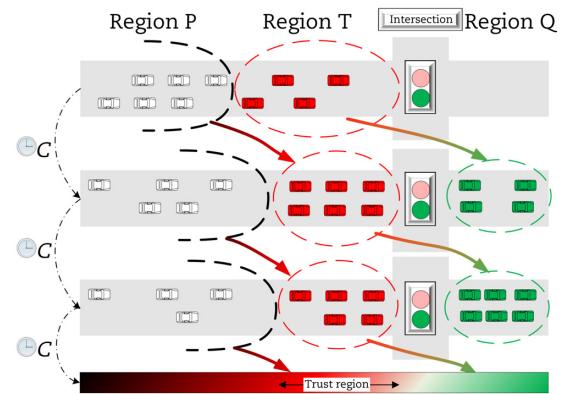 Region P
Region T
Intersection
Region Q
C
C
C
Trust region